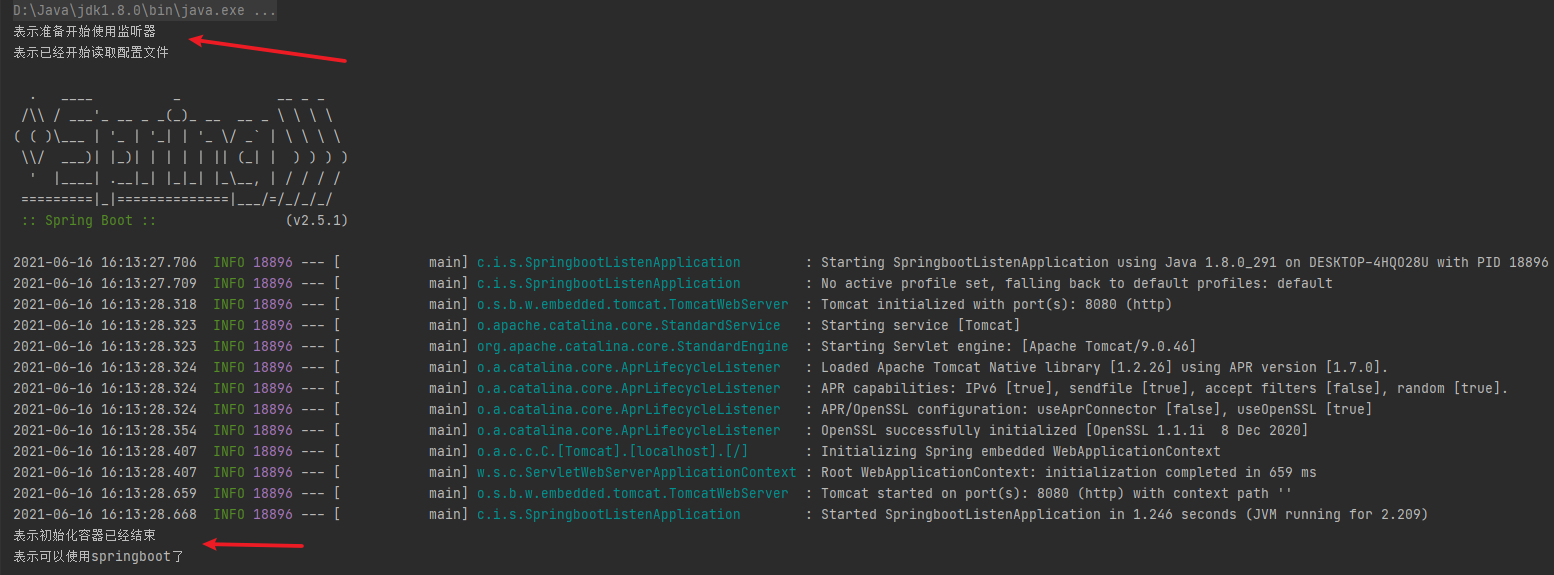 D:\Java\jdk1.8.0\bin\java.exe ...
表示准备开始使用监听器
表示已经开始读取配置文件
  .   ____          _            __ _ _
 /\\ / ___'_ __ _ _(_)_ __  __ _ \ \ \ \
( ( )\___ | '_ | '_| | '_ \/ _` | \ \ \ \
 \\/  ___)| |_)| | | | | || (_| |  ) ) ) )
  '  |____| .__|_| |_|_| |_\__, | / / / /
 =========|_|==============|___/=/_/_/_/
 :: Spring Boot ::                (v2.5.1)
2021-06-16 16:13:27.706  INFO 18896 --- [           main] c.i.s.SpringbootListenApplication        : Starting SpringbootListenApplication using Java 1.8.0_291 on DESKTOP-4HQO28U with PID 18896
2021-06-16 16:13:27.709  INFO 18896 --- [           main] c.i.s.SpringbootListenApplication        : No active profile set, falling back to default profiles: default
2021-06-16 16:13:28.318  INFO 18896 --- [           main] o.s.b.w.embedded.tomcat.TomcatWebServer  : Tomcat initialized with port(s): 8080 (http)
2021-06-16 16:13:28.323  INFO 18896 --- [           main] o.apache.catalina.core.StandardService   : Starting service [Tomcat]
2021-06-16 16:13:28.323  INFO 18896 --- [           main] org.apache.catalina.core.StandardEngine  : Starting Servlet engine: [Apache Tomcat/9.0.46]
2021-06-16 16:13:28.324  INFO 18896 --- [           main] o.a.catalina.core.AprLifecycleListener   : Loaded Apache Tomcat Native library [1.2.26] using APR version [1.7.0].
2021-06-16 16:13:28.324  INFO 18896 --- [           main] o.a.catalina.core.AprLifecycleListener   : APR capabilities: IPv6 [true], sendfile [true], accept filters [false], random [true].
2021-06-16 16:13:28.324  INFO 18896 --- [           main] o.a.catalina.core.AprLifecycleListener   : APR/OpenSSL configuration: useAprConnector [false], useOpenSSL [true]
2021-06-16 16:13:28.354  INFO 18896 --- [           main] o.a.catalina.core.AprLifecycleListener   : OpenSSL successfully initialized [OpenSSL 1.1.1i  8 Dec 2020]
2021-06-16 16:13:28.407  INFO 18896 --- [           main] o.a.c.c.C.[Tomcat].[localhost].[/]       : Initializing Spring embedded WebApplicationContext
2021-06-16 16:13:28.407  INFO 18896 --- [           main] w.s.c.ServletWebServerApplicationContext : Root WebApplicationContext: initialization completed in 659 ms
2021-06-16 16:13:28.659  INFO 18896 --- [           main] o.s.b.w.embedded.tomcat.TomcatWebServer  : Tomcat started on port(s): 8080 (http) with context path ''
2021-06-16 16:13:28.668  INFO 18896 --- [           main] c.i.s.SpringbootListenApplication        : Started SpringbootListenApplication in 1.246 seconds (JVM running for 2.209)
表示初始化容器已经结束
表示可以使用springboot了